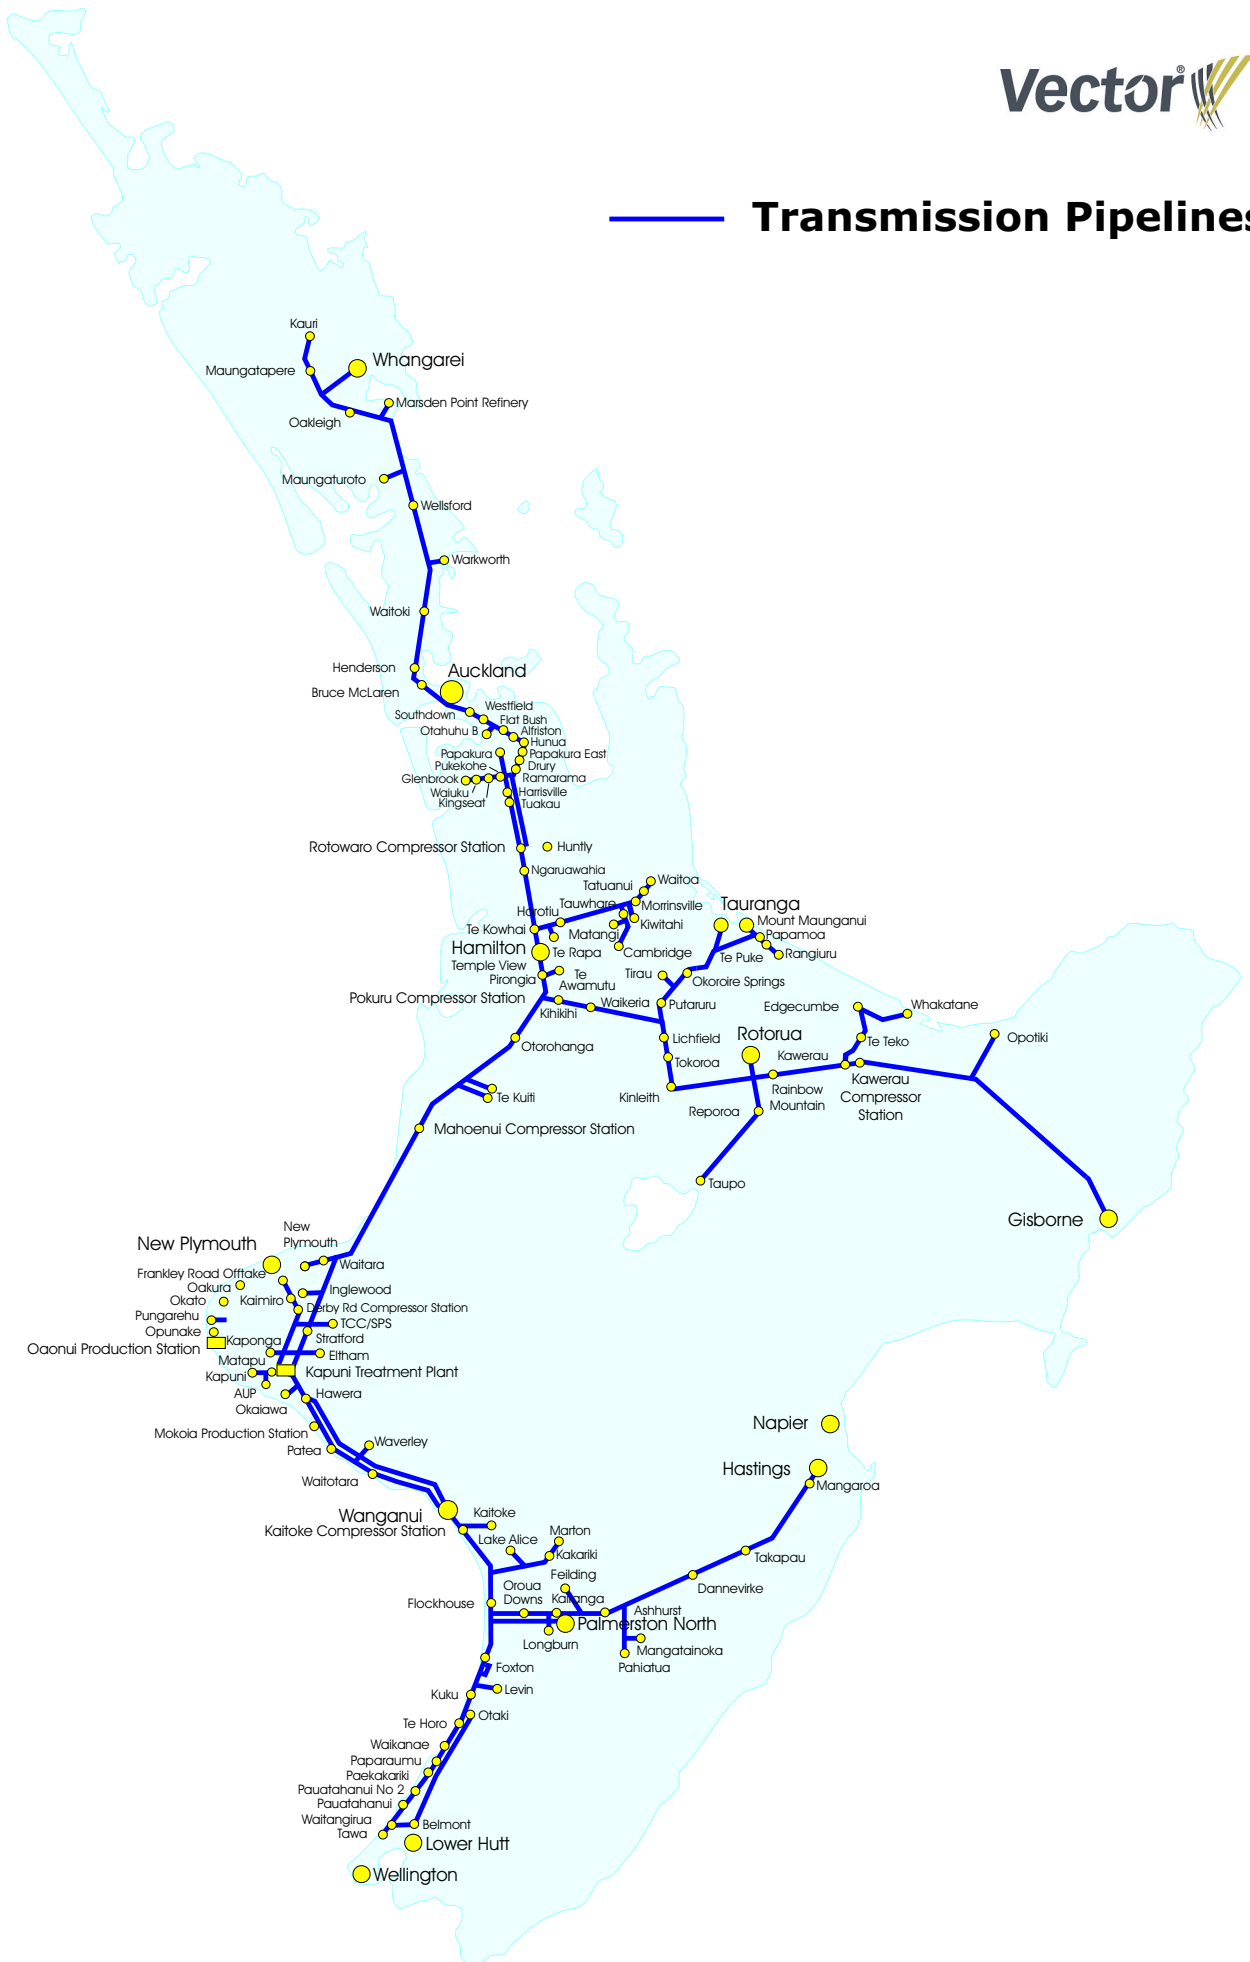 Vector®
Transmission Pipelines
Kauri
Whangarei
Maungatapere
Marsden Point Refinery
Oakleigh
Maungaturoto
Wellsford
Warkworth
Waitoki
Henderson
Auckland
Bruce McLaren
Westfield
Southdown
Flat Bush
Otahuhu B
Alfriston
Hunua
Papakura
Papakura East
Pukekohe
Drury
Glenbrook
Ramarama
Waiuku
Harrisville
Kingseat
Tuakau
Rotowaro Compressor Station
Huntly
Ngaruawahia
Waitoa
Tatuanui
Tauwhare
Morrinsville
Tauranga
Horotiu
Mount Maunganui
Kiwitahi
Te Kowhai
Matangi
Papamoa
Hamilton
Te Rapa
Cambridge
Te Puke
Rangiuru
Temple View
Pirongia
Te
Awamutu
Tirau
Okoroire Springs
Pokuru Compressor Station
Waikeria
Putaruru
Edgecumbe
Whakatane
Kihikihi
Rotorua
Lichfield
Te Teko
Opotiki
Otorohanga
Tokoroa
Kawerau
Kawerau
Compressor
Station
Te Kuiti
Kinleith
Rainbow
Mountain
Reporoa
Mahoenui Compressor Station
Taupo
Gisborne
New
Plymouth
New Plymouth
Waitara
Frankley Road Offtake
Oakura
Inglewood
Okato
Kaimiro
Derby Rd Compressor Station
Pungarehu
TCC/SPS
Opunake
Stratford
Kaponga
Oaonui Production Station
Eltham
Matapu
Kapuni
Kapuni Treatment Plant
AUP
Hawera
Okaiawa
Napier
Mokoia Production Station
Waverley
Patea
Hastings
Waitotara
Mangaroa
Wanganui
Kaitoke
Kaitoke Compressor Station
Marton
Lake Alice
Kakariki
Takapau
Feilding
Oroua
Downs
Dannevirke
Flockhouse
Kairanga
Ashhurst
Palmerston North
Longburn
Mangatainoka
Pahiatua
Foxton
Levin
Kuku
Otaki
Te Horo
Waikanae
Paparaumu
Paekakariki
Pauatahanui No 2
Pauatahanui
Waitangirua
Belmont
Tawa
Lower Hutt
Wellington